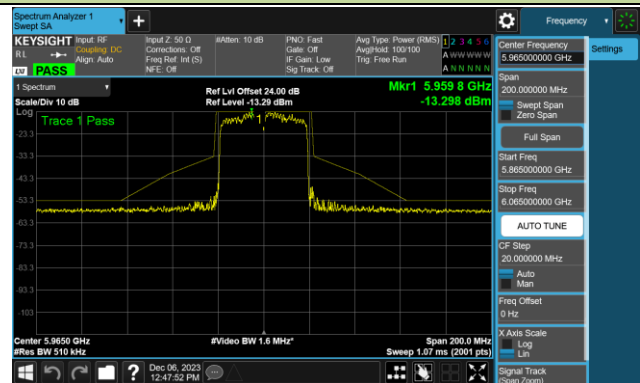 Spectrum Analyzer 1
Swept SA
Frequency
KEYSIGHT
Input: RF
Coupling: DC
Align: Auto
Input Z: 50 Ω
Corrections: Off
Freq Ref: Int (S)
NFE: Off
#Atten: 10 dB
PNO: Fast
Gate: Off
IF Gain: Low
Sig Track: Off
Avg Type: Power (RMS)
Avg|Hold: 100/100
Trig: Free Run
1 2 3 4 5 6
A W W W W W
A N N N N N
RL
LXI
PASS
1 Spectrum
Scale/Div 10 dB
Ref Lvl Offset 24.00 dB
Ref Level -13.29 dBm
Mkr1 5.959 8 GHz
-13.298 dBm
Log
Trace 1 Pass
1
-23.3
-33.3
-43.3
-53.3
-63.3
-73.3
-83.3
-93.3
-103
Center 5.9650 GHz
#Res BW 510 kHz
#Video BW 1.6 MHz*
Span 200.0 MHz
Sweep 1.07 ms (2001 pts)
Dec 06, 2023
12:47:52 PM
Center Frequency
5.965000000 GHz
Settings
Span
200.000000 MHz
Swept Span
Zero Span
Full Span
Start Freq
5.865000000 GHz
Stop Freq
6.065000000 GHz
AUTO TUNE
CF Step
20.000000 MHz
Auto
Man
Freq Offset
0 Hz
X Axis Scale
Log
Lin
Signal Track
(Span Zoom)